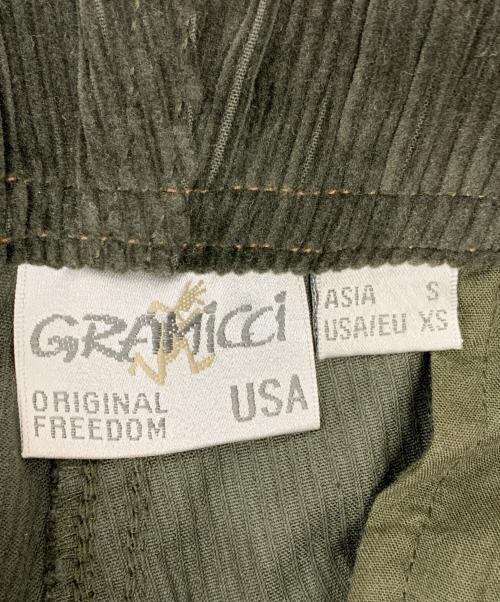 GRAMICCI
ORIGINAL
FREEDOM
USA
ASIA S
USA/EU XS